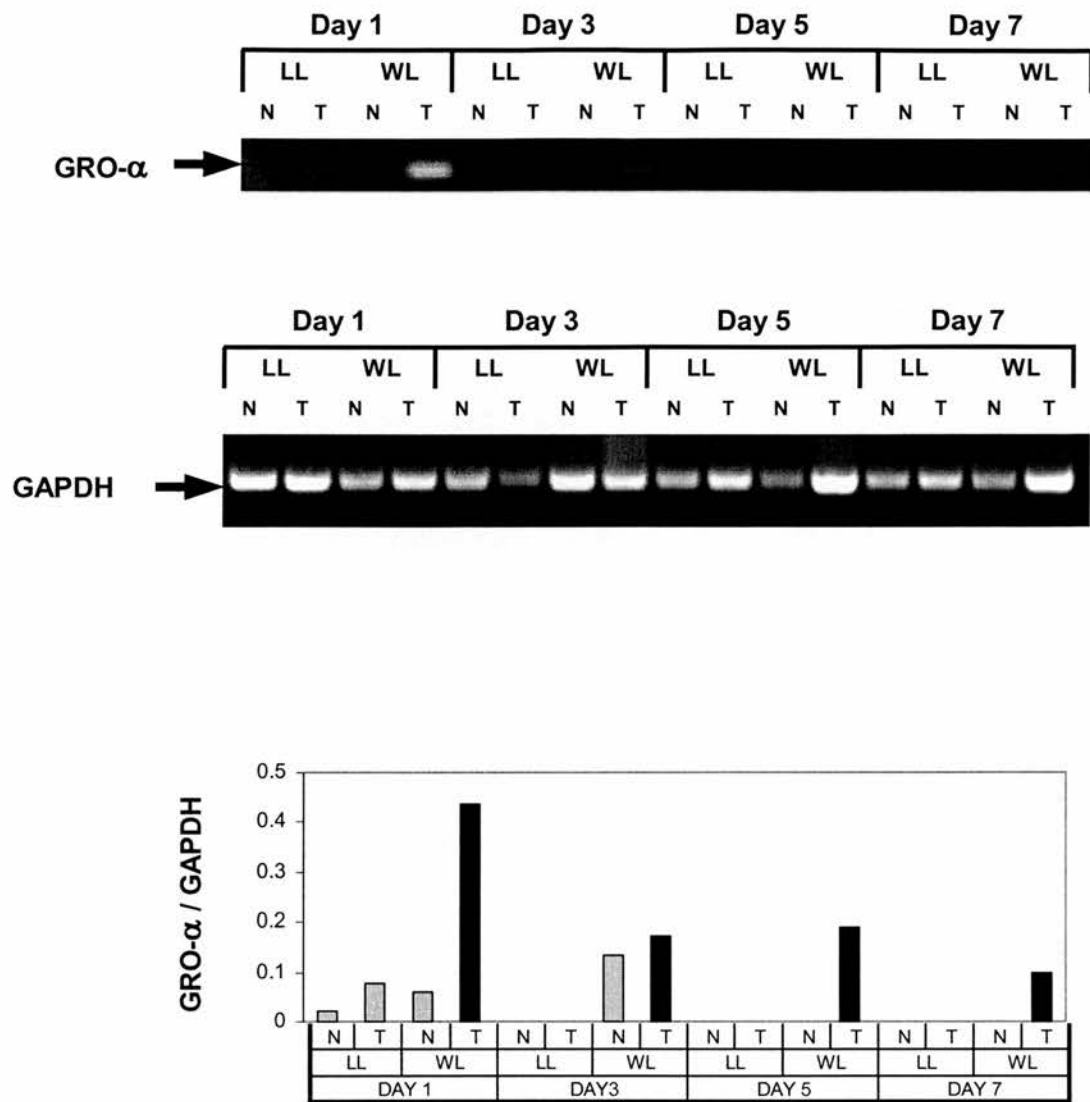 Day 1 Day 3 Day 5 Day 7
LL WL LL WL LL WL LL WL
N T N T N T N T N T N T N T N T
GRO-α
Day 1 Day 3 Day 5 Day 7
LL WL LL WL LL WL LL WL
N T N T N T N T N T N T N T N T
GAPDH
GRO-α / GAPDH
0.5
0.4
0.3
0.2
0.1
0
N T N T N T N T N T N T N T N T
LL WL LL WL LL WL LL WL
DAY 1 DAY3 DAY 5 DAY 7